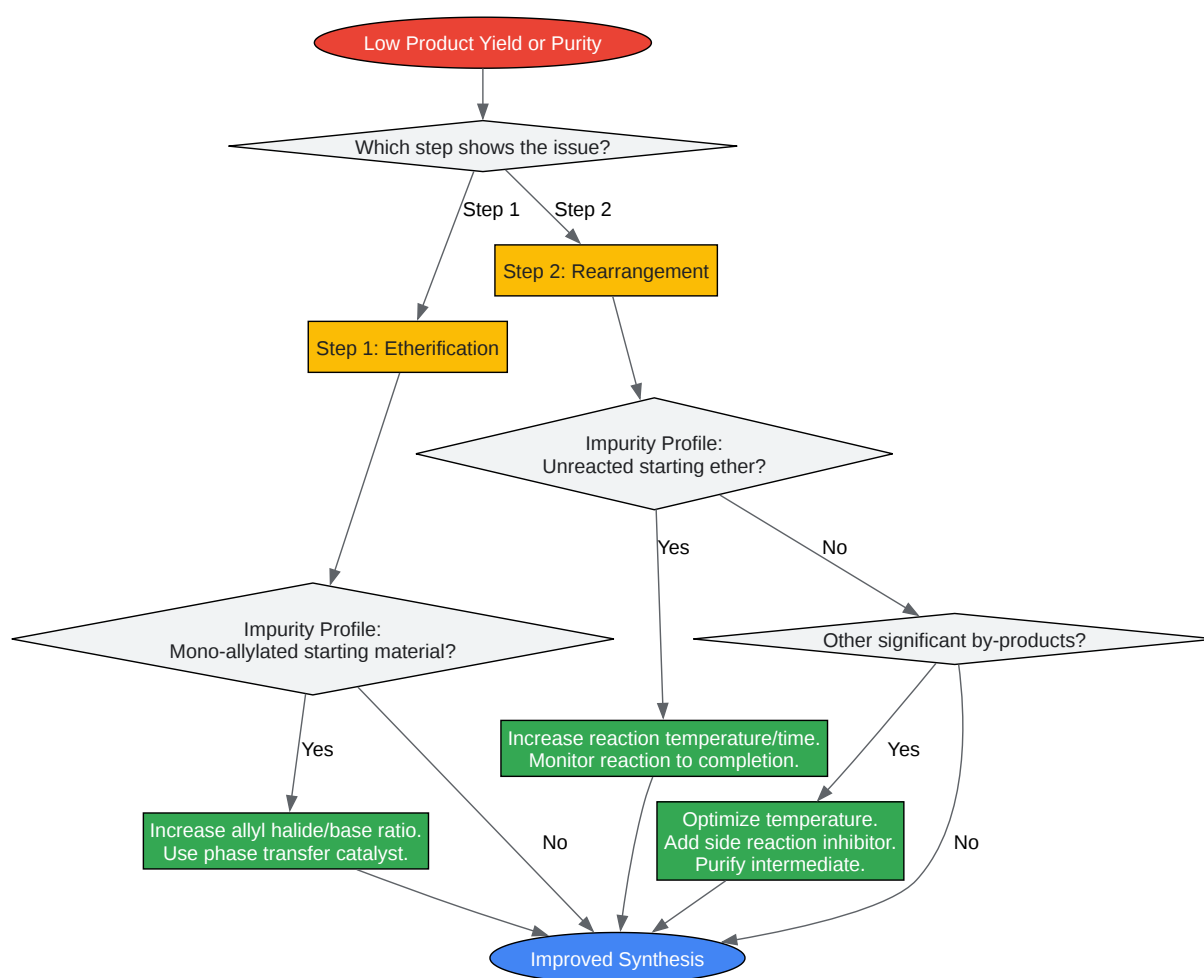 Low Product Yield or Purity
Which step shows the issue?
Step 1
Step 2
Step 2: Rearrangement
Step 1: Etherification
Impurity Profile:
Unreacted starting ether?
Yes
No
Impurity Profile:
Mono-allylated starting material?
Other significant by-products?
Increase reaction temperature/time.
Monitor reaction to completion.
Yes
Yes
Increase allyl halide/base ratio.
Use phase transfer catalyst.
No
Optimize temperature.
Add side reaction inhibitor.
Purify intermediate.
No
Improved Synthesis